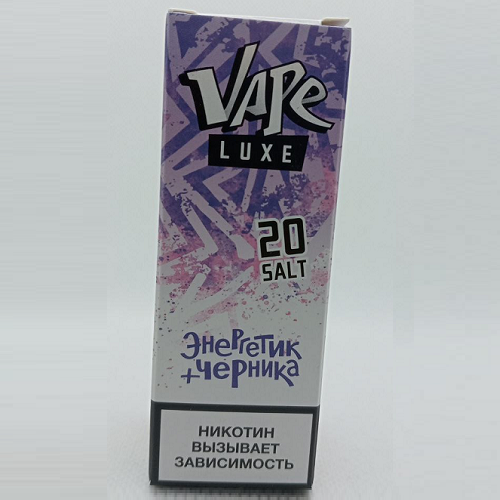 VAPE
LUXE
20
SALT
Энергетик
+черника
НИКОТИН
ВЫЗЫВАЕТ
ЗАВИСИМОСТЬ